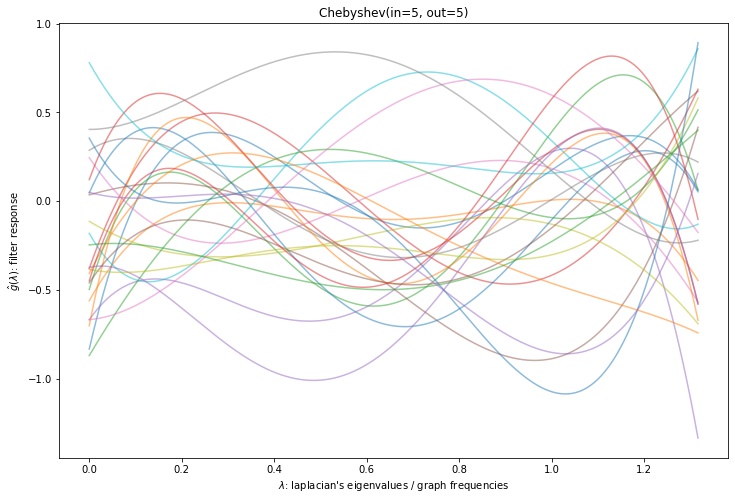 Chebyshev(in=5, out=5)
1.0
0.5
0.0
−0.5
−1.0
ĝ(λ): filter response
0.0 0.2 0.4 0.6 0.8 1.0 1.2
λ: laplacian's eigenvalues / graph frequencies